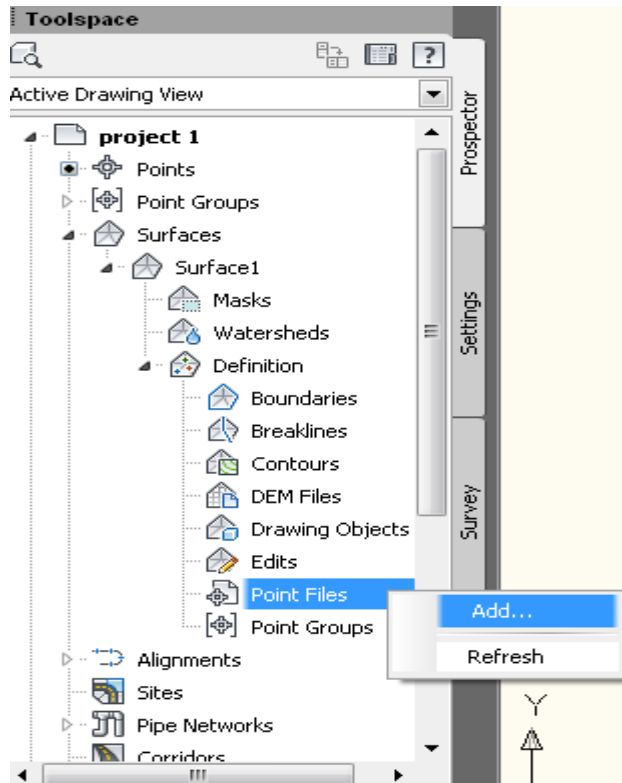 Toolspace
?
Active Drawing View
project 1
Points
Point Groups
Surfaces
Surface1
Masks
Watersheds
Definition
Boundaries
Breaklines
Contours
DEM Files
Drawing Objects
Edits
Point Files
Point Groups
Alignments
Sites
Pipe Networks
Corridors
Add...
Refresh
Prospector
Settings
Survey
Y